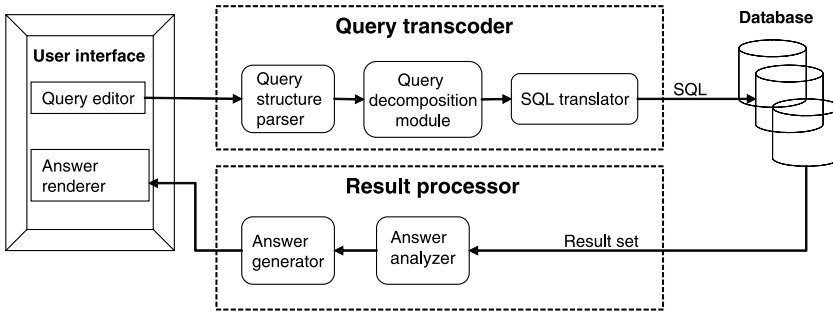 Query transcoder
Database
User interface
Query editor
Query
structure
parser
Query
decomposition
module
SQL translator
SQL
Answer
renderer
Result processor
Answer
generator
Answer
analyzer
Result set